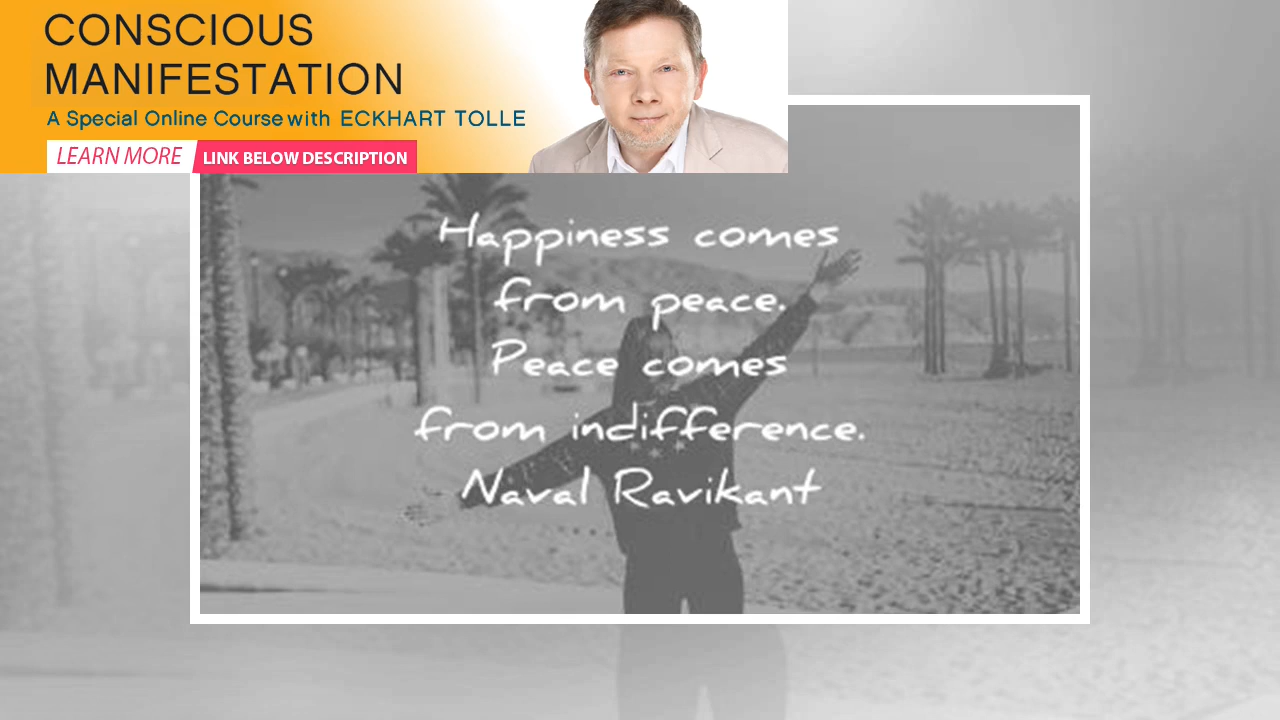 CONSCIOUS
MANIFESTATION
A Special Online Course with ECKHART TOLLE
LEARN MORE LINK BELOW DESCRIPTION
Happiness comes
from peace.
Peace comes
from indifference.
Naval Ravikant